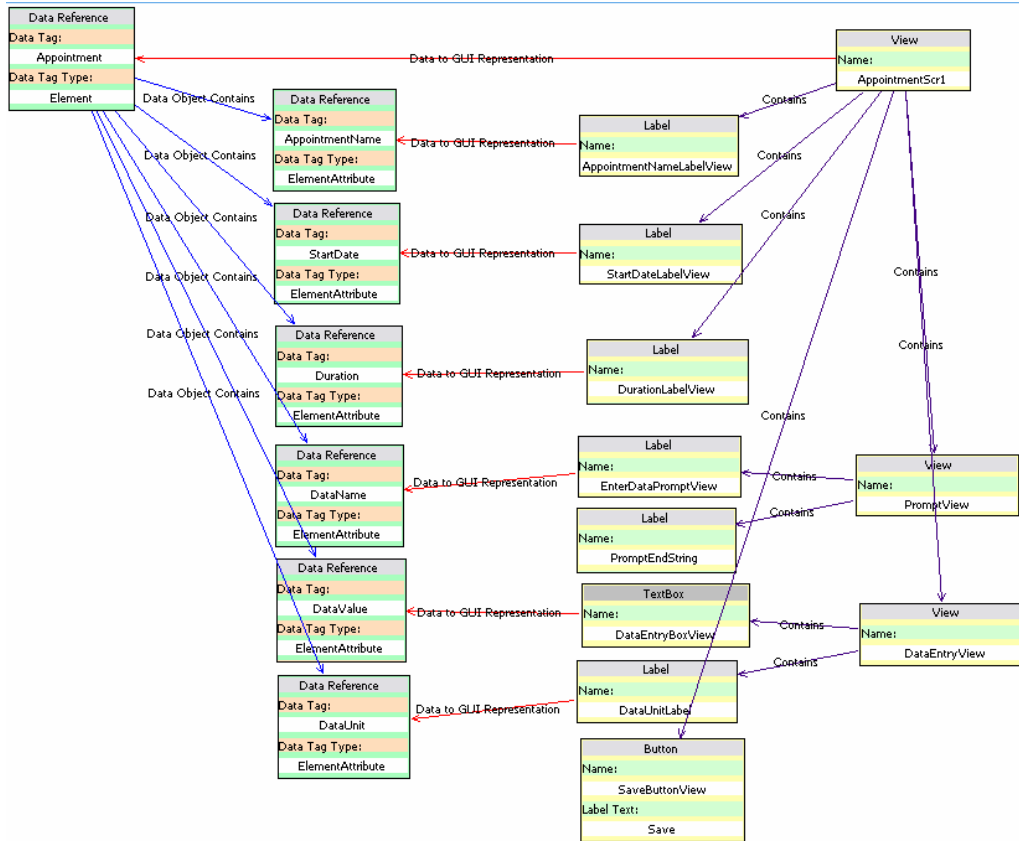 Data Reference
Data Tag:
Appointment
Data Tag Type:
Element
Data to GUI Representation
View
Name:
AppointmentScr1
Data Object Contains
Data Reference
Data Tag:
AppointmentName
Data Tag Type:
ElementAttribute
Data to GUI Representation
Label
Name:
AppointmentNameLabelView
Contains
Data Object Contains
Data Reference
Data Tag:
StartDate
Data Tag Type:
ElementAttribute
Data to GUI Representation
Label
Name:
StartDateLabelView
Contains
Data Object Contains
Data Reference
Data Tag:
Duration
Data Tag Type:
ElementAttribute
Data to GUI Representation
Label
Name:
DurationLabelView
Contains
Data Object Contains
Data Reference
Data Tag:
DataName
Data Tag Type:
ElementAttribute
Data to GUI Representation
Label
Name:
EnterDataPromptView
Contains
View
Name:
PromptView
Contains
Label
Name:
PromptEndString
Contains
Data Object Contains
Data Reference
Data Tag:
DataValue
Data Tag Type:
ElementAttribute
Data to GUI Representation
TextBox
Name:
DataEntryBoxView
Contains
View
Name:
DataEntryView
Contains
Data Object Contains
Data Reference
Data Tag:
DataUnit
Data Tag Type:
ElementAttribute
Data to GUI Representation
Label
Name:
DataUnitLabel
Contains
Button
Name:
SaveButtonView
Label Text:
Save
Contains